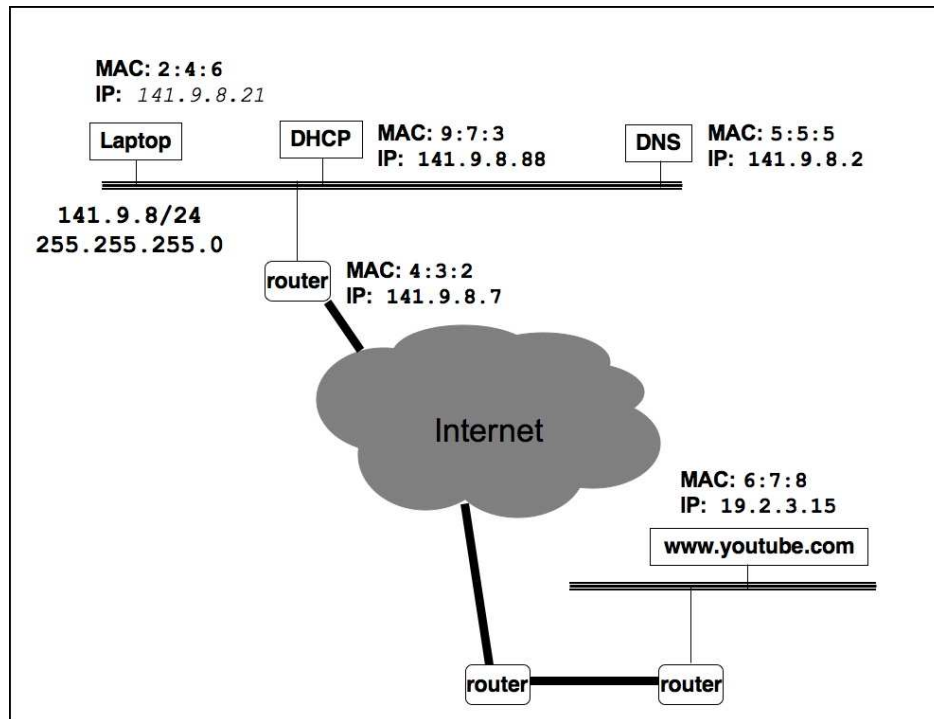 MAC: 2:4:6
IP: 141.9.8.21
Laptop
DHCP
MAC: 9:7:3
IP: 141.9.8.88
DNS
MAC: 5:5:5
IP: 141.9.8.2
141.9.8/24
255.255.255.0
router
MAC: 4:3:2
IP: 141.9.8.7
Internet
MAC: 6:7:8
IP: 19.2.3.15
www.youtube.com
router
router